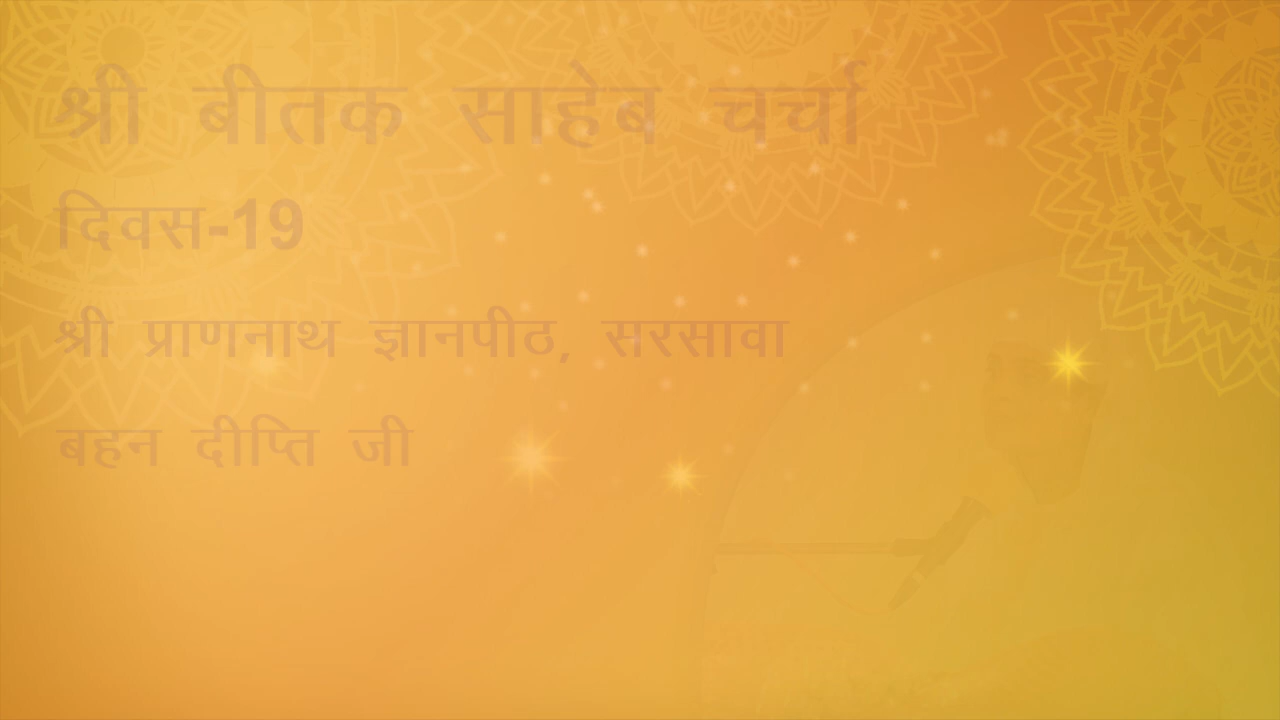 श्री बीतक साहेब चर्चा
दिवस-19
श्री प्राणनाथ ज्ञानपीठ, सरसावा
बहन दीप्ति जी